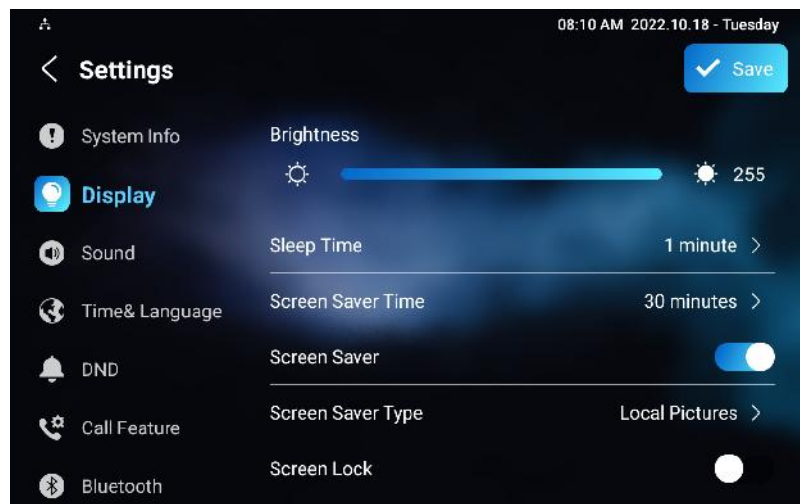 08:10 AM 2022.10.18 - Tuesday
Settings
Save
System Info
Display
Sound
Time& Language
DND
Call Feature
Bluetooth
Brightness
255
Sleep Time 1 minute
Screen Saver Time 30 minutes
Screen Saver
Screen Saver Type Local Pictures
Screen Lock